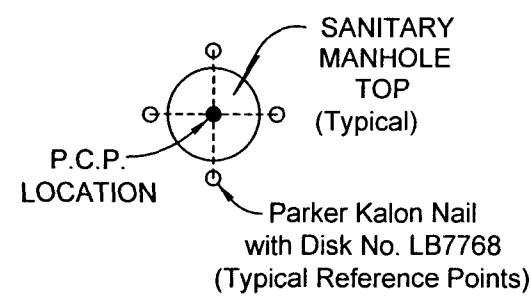 SANITARY
MANHOLE
TOP
(Typical)
P.C.P.
LOCATION
Parker Kalon Nail
with Disk No. LB7768
(Typical Reference Points)